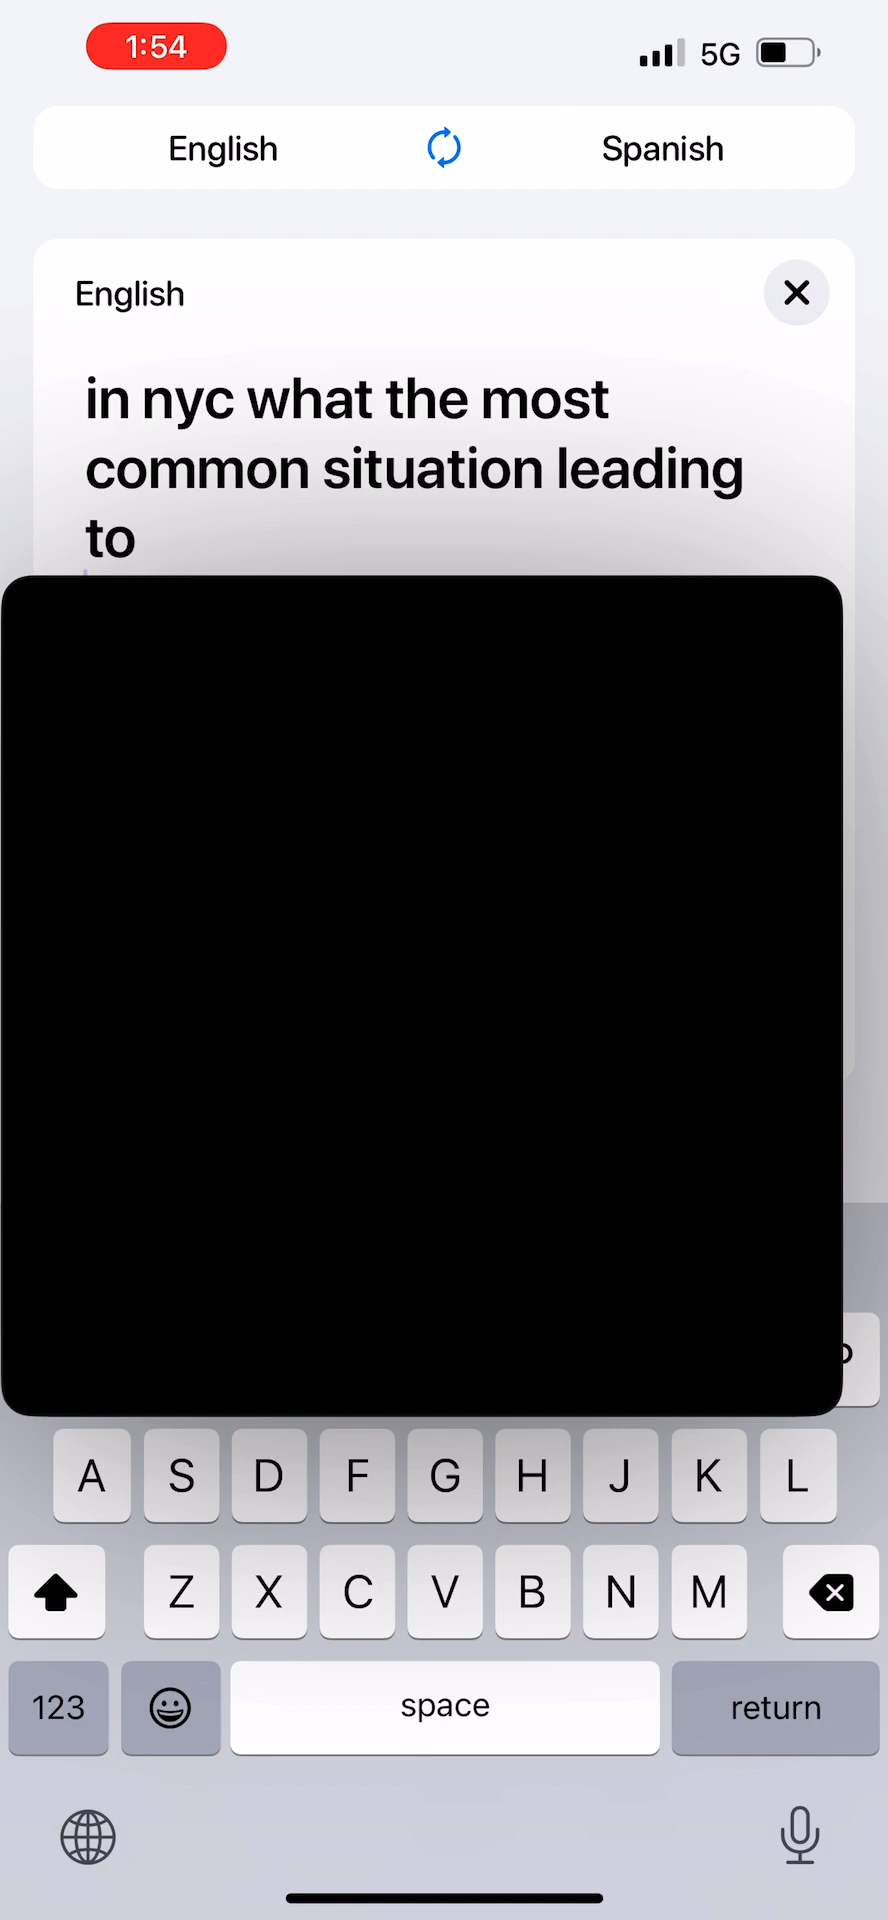 1:54
5G
English
Spanish
English
in nyc what the most
common situation leading
to
A S D F G H J K L
Z X C V B N M
123
space
return